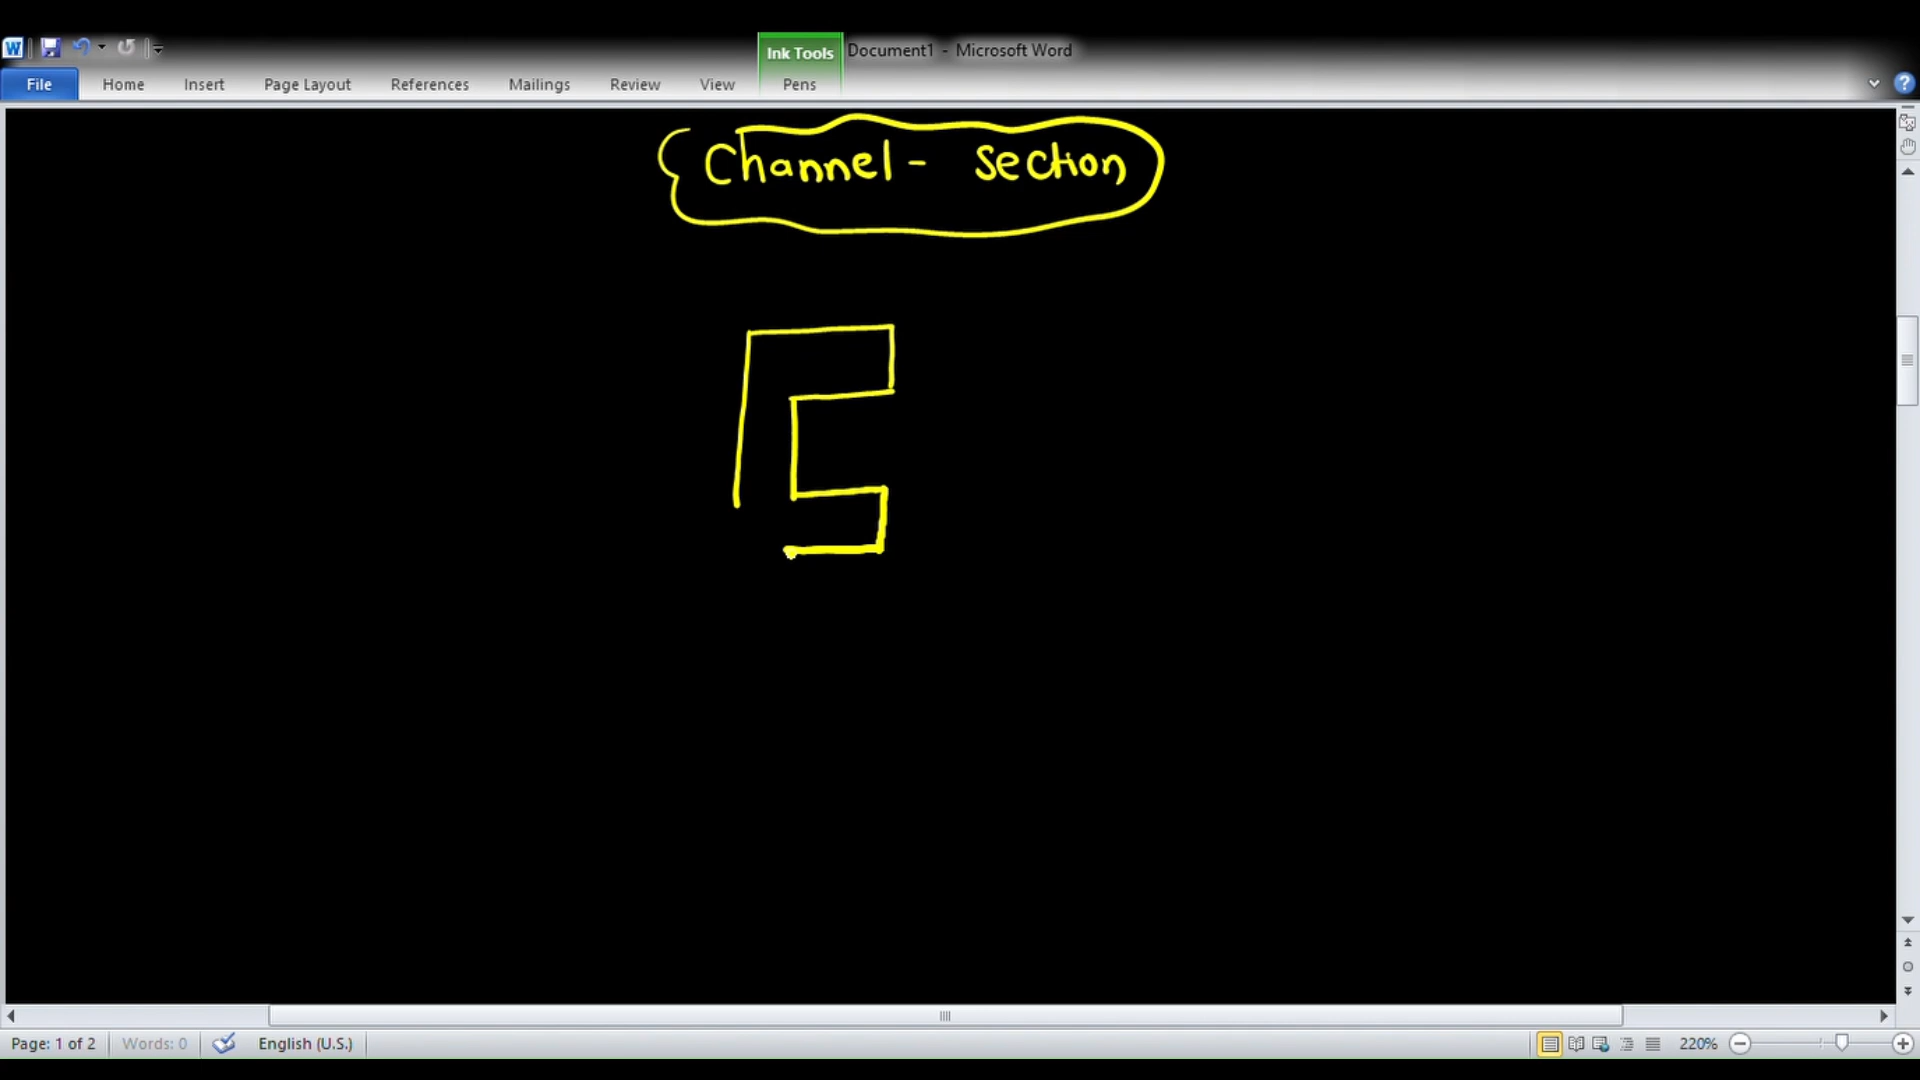 Ink Tools
Document1 - Microsoft Word
File Home Insert Page Layout References Mailings Review View Pens
Channel - Section
Page: 1 of 2 Words: 0 English (U.S.) 220%